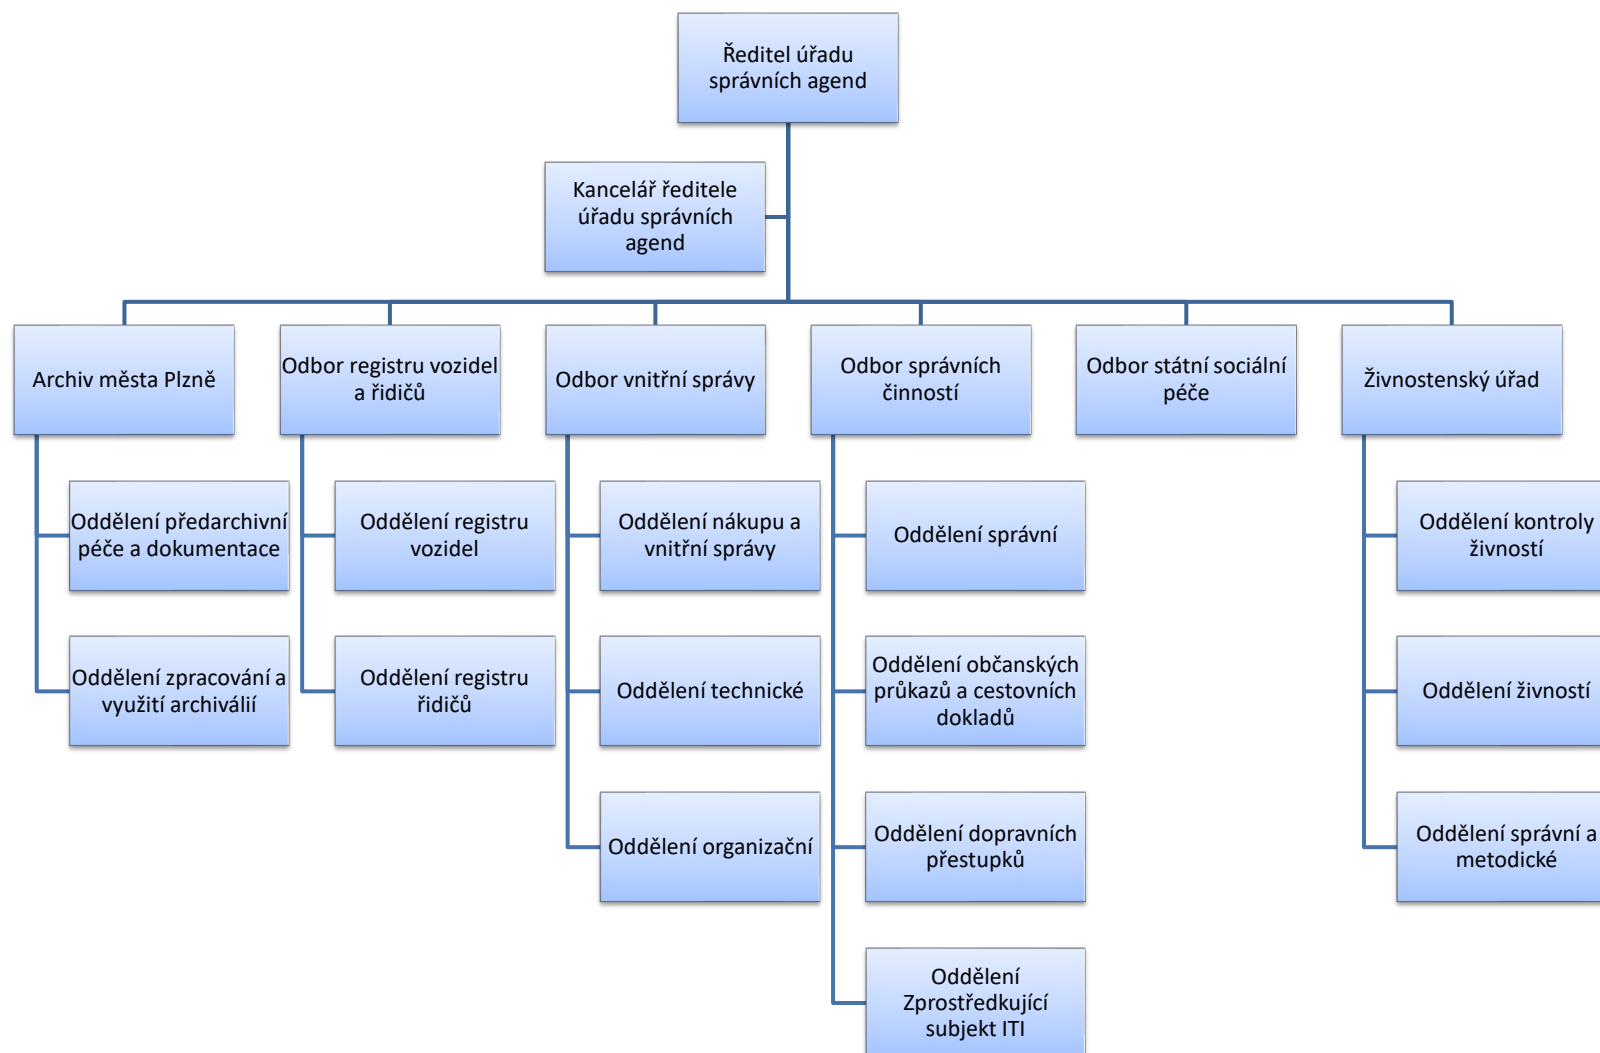 Ředitel úřadu
správních agend
Kancelář ředitele
úřadu správních
agend
Archiv města Plzně
Odbor registru vozidel
a řidičů
Odbor vnitřní správy
Odbor správních
činností
Odbor státní sociální
péče
Živnostenský úřad
Oddělení předarchivní
péče a dokumentace
Oddělení registru
vozidel
Oddělení nákupu a
vnitřní správy
Oddělení správní
Oddělení kontroly
živností
Oddělení zpracování a
využití archiválií
Oddělení registru
řidičů
Oddělení technické
Oddělení občanských
průkazů a cestovních
dokladů
Oddělení živností
Oddělení organizační
Oddělení dopravních
přestupků
Oddělení správní a
metodické
Oddělení
Zprostředkující
subjekt ITI